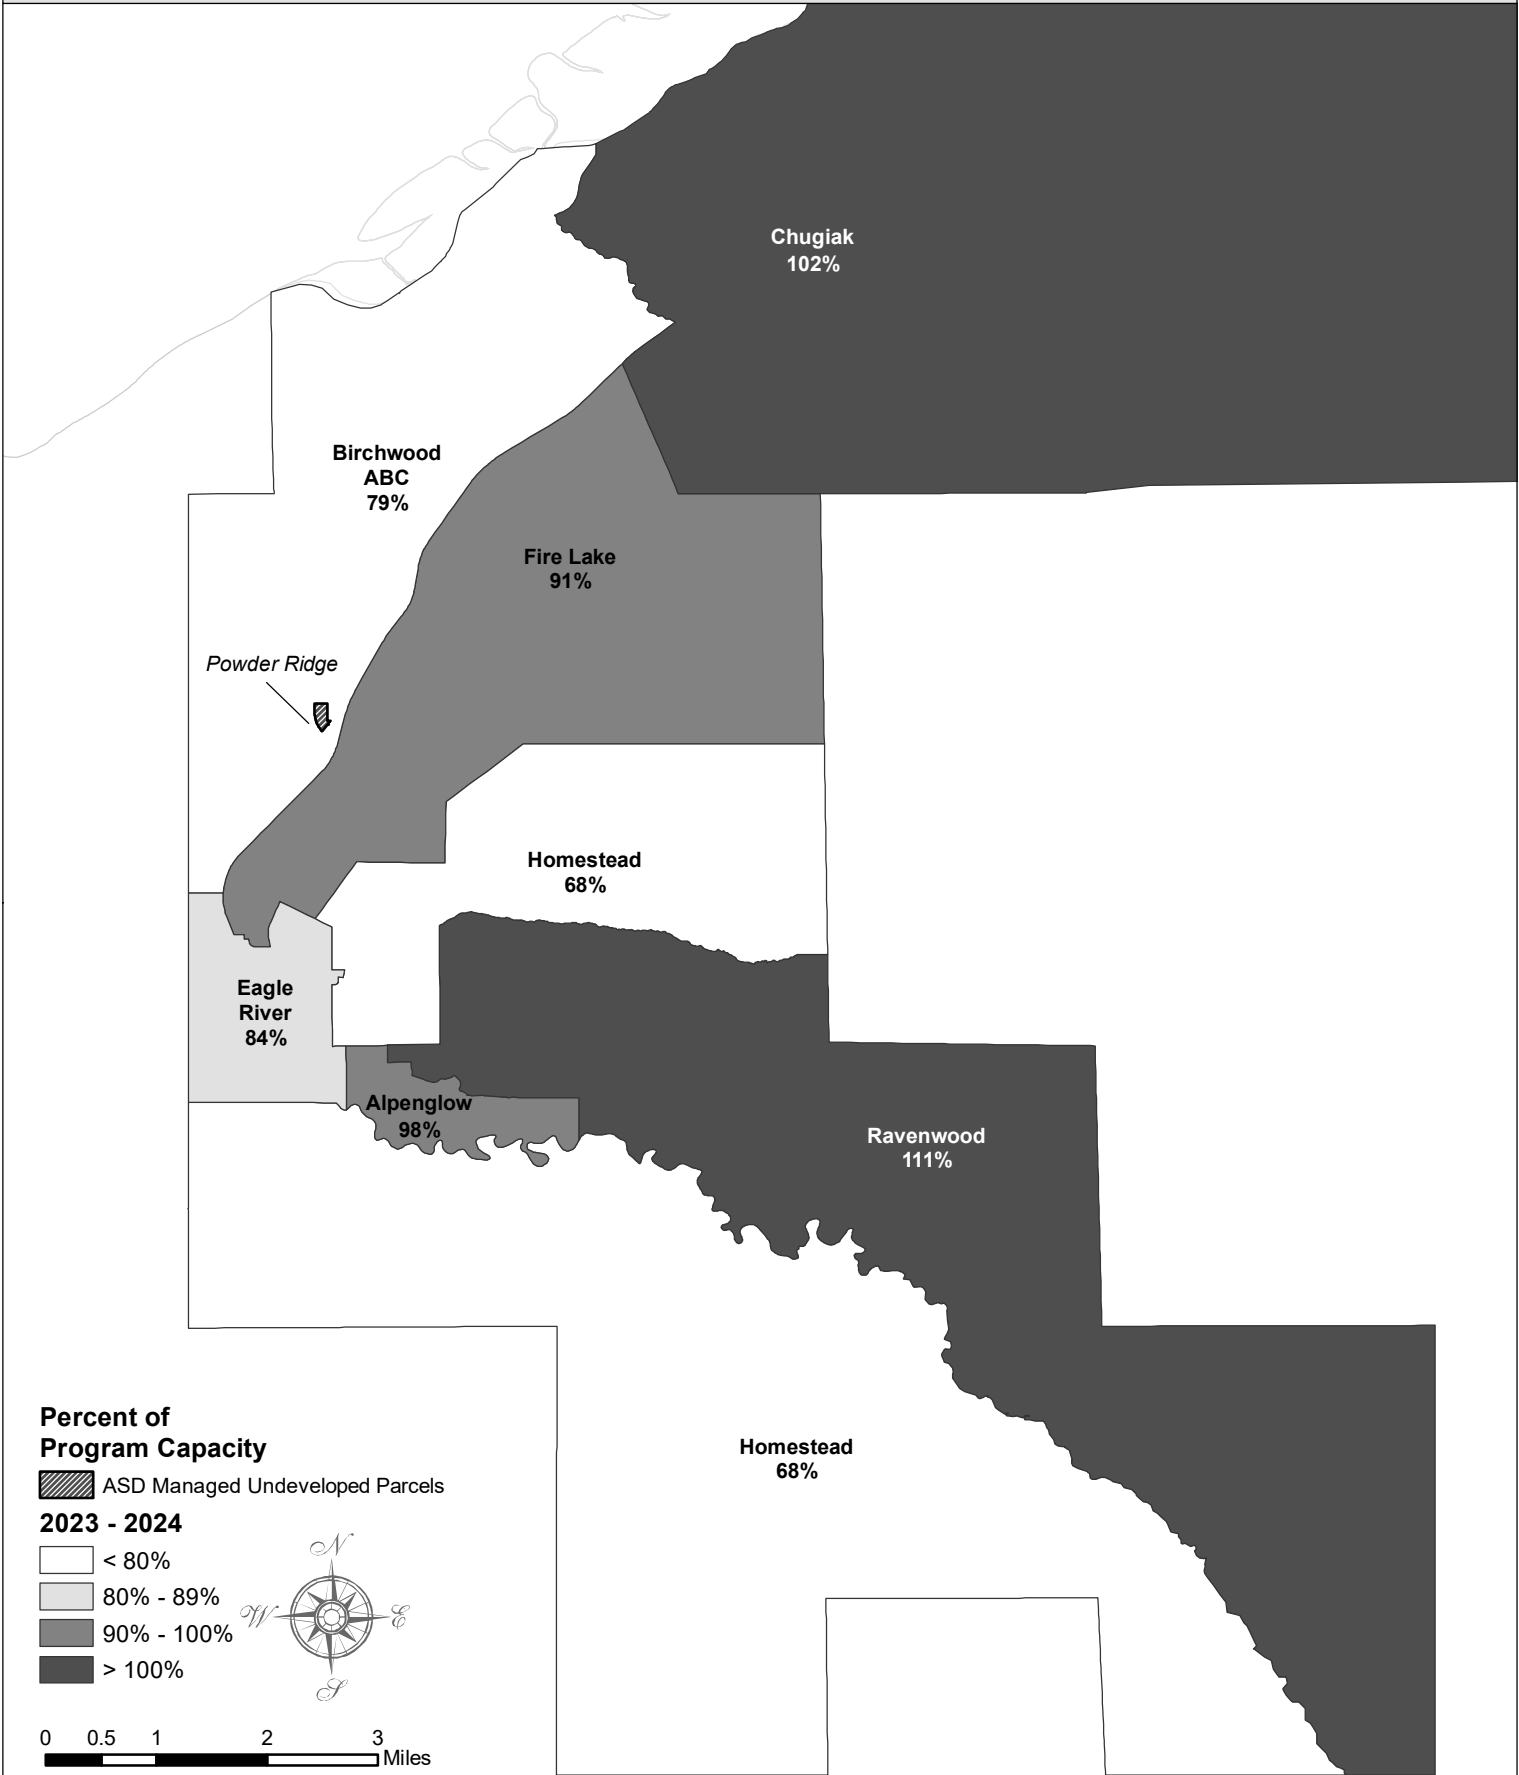 Chugiak
102%
Birchwood
ABC
79%
Fire Lake
91%
Powder Ridge
Homestead
68%
Eagle
River
84%
Alpenglow
98%
Ravenwood
111%
Homestead
68%
Percent of
Program Capacity
ASD Managed Undeveloped Parcels
2023 - 2024
< 80%
80% - 89%
90% - 100%
> 100%
N
W
E
S
0 0.5 1 2 3
Miles